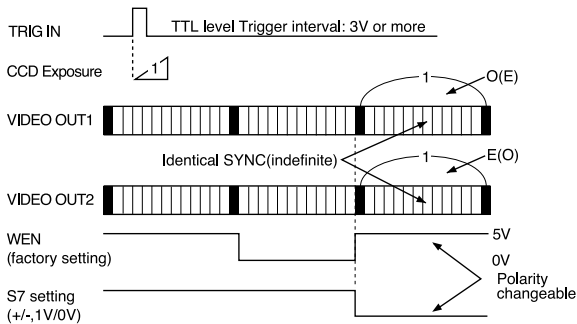 TRIG IN
TTL level Trigger interval: 3V or more
CCD Exposure
1
1
O(E)
VIDEO OUT1
Identical SYNC(indefinite)
1
E(O)
VIDEO OUT2
WEN
(factory setting)
5V
0V
Polarity
changeable
S7 setting
(+/-,1V/0V)